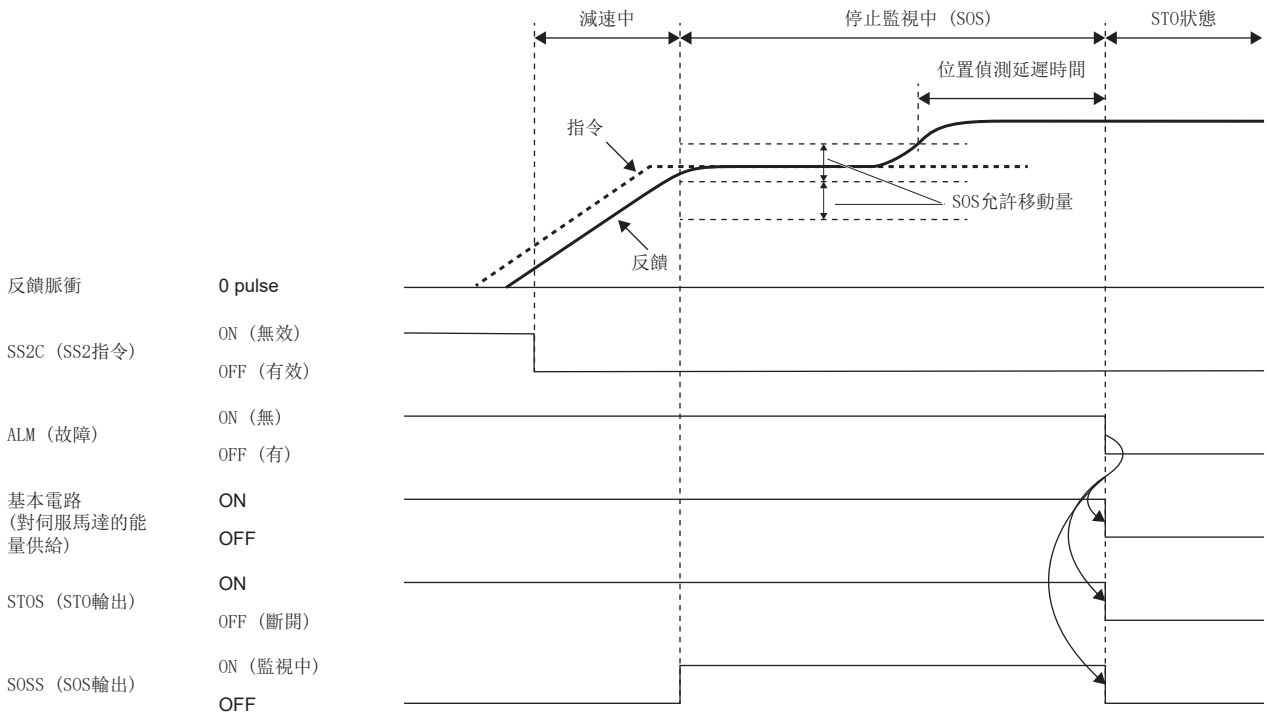 減速中
停止監視中 (SOS)
STO狀態
位置偵測延遲時間
指令
SOS允許移動量
反饋
反饋脈衝
0 pulse
SS2C (SS2指令)
ON (無效)
OFF (有效)
ALM (故障)
ON (無)
OFF (有)
基本電路
(對伺服馬達的能
量供給)
ON
OFF
STOS (STO輸出)
ON
OFF (斷開)
SOSS (SOS輸出)
ON (監視中)
OFF